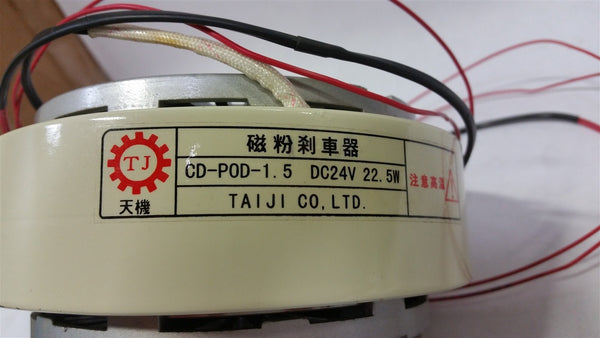 TJ
天機
磁粉剎車器
CD-POD-1.5 DC24V 22.5W
TAIJI CO,LTD.
注意高溫